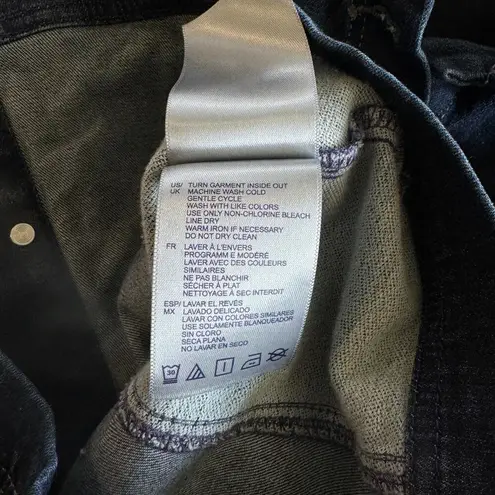 US/ TURN GARMENT INSIDE OUT
UK MACHINE WASH COLD
GENTLE CYCLE
WASH WITH LIKE COLORS
USE ONLY NON-CHLORINE BLEACH
LINE DRY
WARM IRON IF NECESSARY
DO NOT DRY CLEAN
FR LAVER À L'ENVERS
PROGRAMME MODÉRÉ
LAVER AVEC DES COULEURS
SIMILAIRES
NE PAS BLANCHIR
SÉCHER À PLAT
NETTOYAGE À SEC INTERDIT
ESP/ LAVAR EL REVÉS
MX LAVADO DELICADO
LAVAR CON COLORES SIMILARES
USE SOLAMENTE BLANQUEADOR
SIN CLORO
SECA PLANA
NO LAVAR EN SECO
30